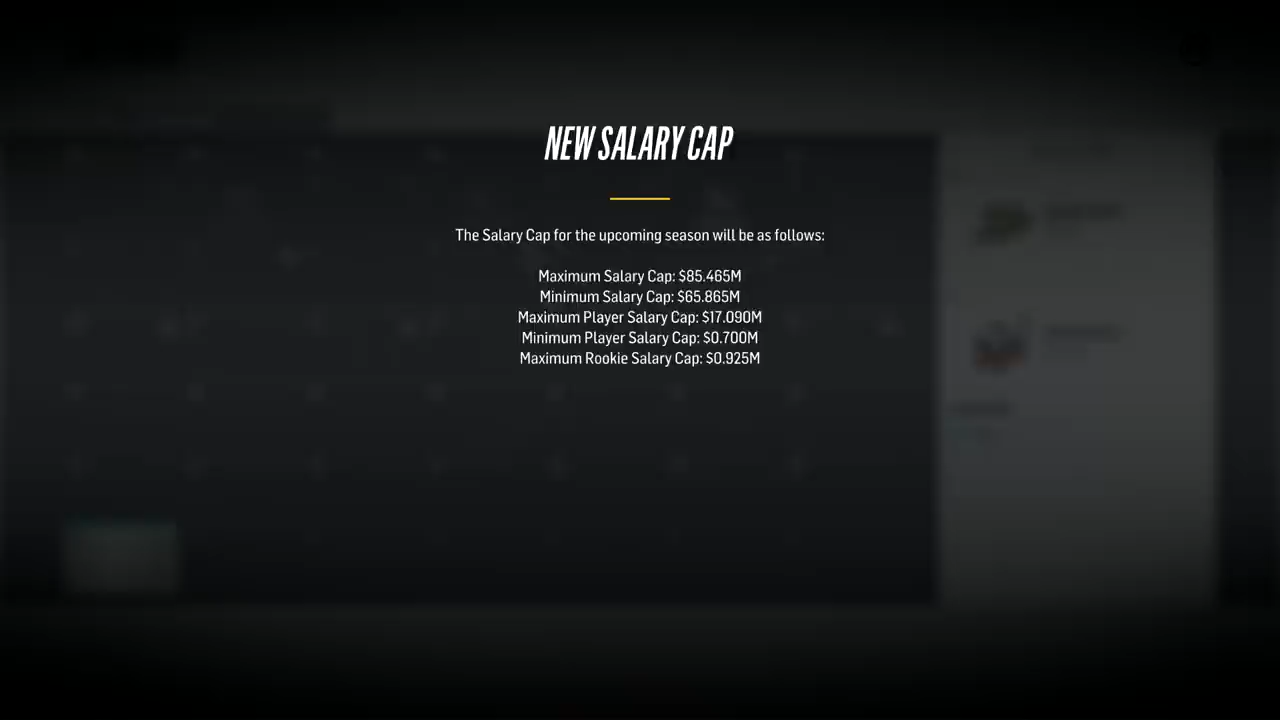 NEW SALARY CAP
The Salary Cap for the upcoming season will be as follows:
Maximum Salary Cap: $85.465M
Minimum Salary Cap: $65.865M
Maximum Player Salary Cap: $17.090M
Minimum Player Salary Cap: $0.700M
Maximum Rookie Salary Cap: $0.925M